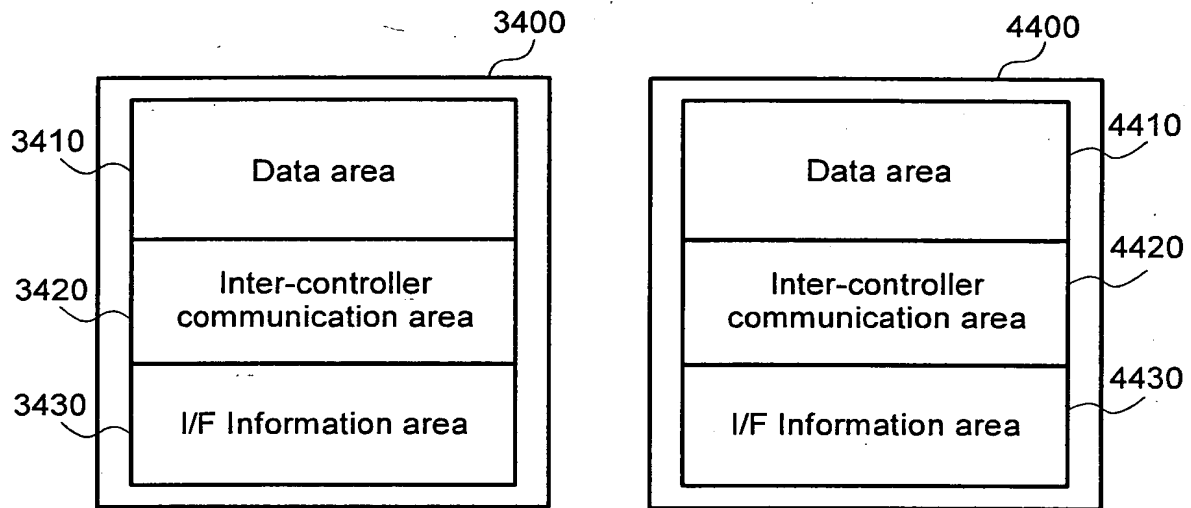 3400
3410
Data area
3420
Inter-controller
communication area
3430
I/F Information area
4400
4410
Data area
4420
Inter-controller
communication area
4430
I/F Information area